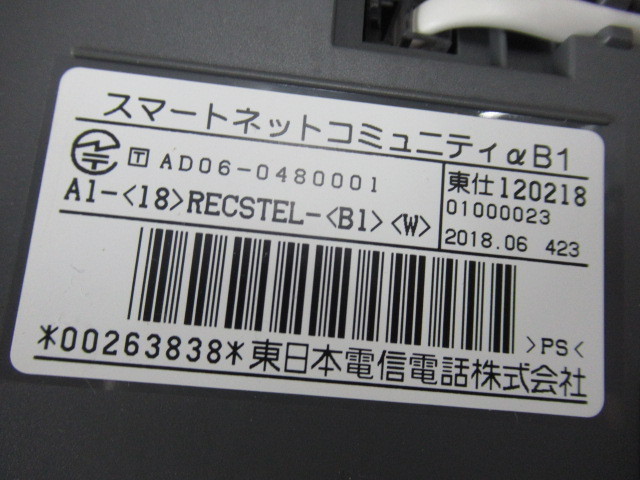 スマートネットコミュニティαB1
T AD06-0480001
東仕120218
A1-<18>RECSTEL-<B1><W>
01000023
2018.06 423
>PS<
*00263838*東日本電信電話株式会社